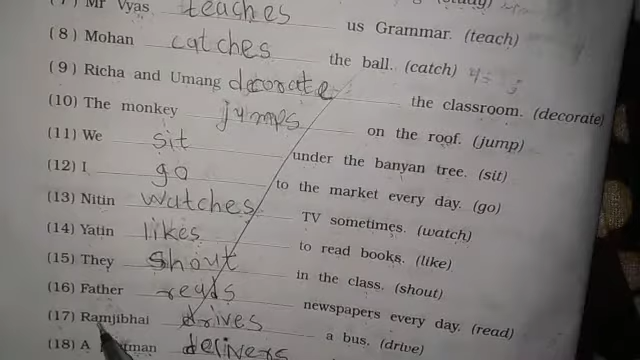 (7) Mr Vyas teaches us Grammar. (teach)
(8) Mohan catches the ball. (catch)
(9) Richa and Umang decorate the classroom. (decorate)
(10) The monkey jumps on the roof. (jump)
(11) We sit under the banyan tree. (sit)
(12) I go to the market every day. (go)
(13) Nitin watches TV sometimes. (watch)
(14) Yatin likes to read books. (like)
(15) They shout in the class. (shout)
(16) Father reads newspapers every day. (read)
(17) Ramjibhai drives a bus. (drive)
(18) A delivers